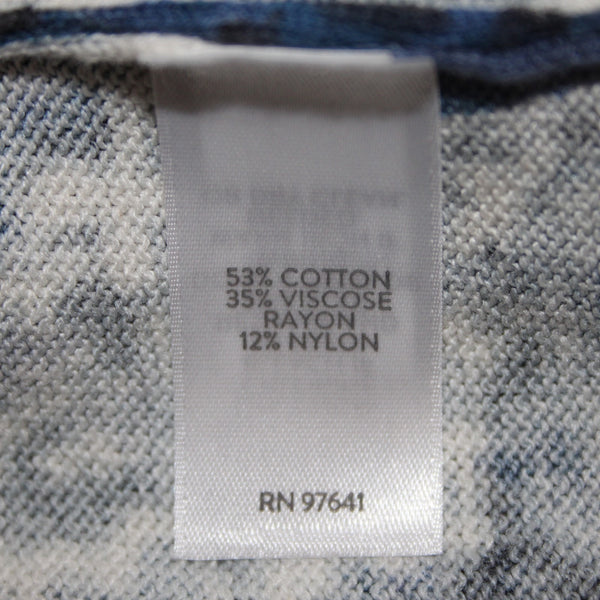 53% COTTON
35% VISCOSE
RAYON
12% NYLON
RN 97641